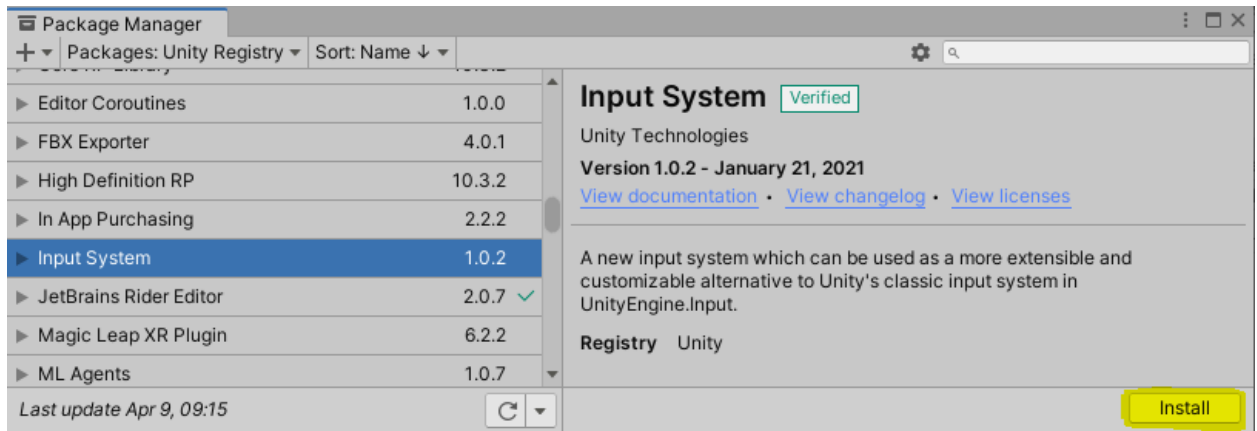 Package Manager
Packages: Unity Registry Sort: Name ↓
Editor Coroutines 1.0.0
FBX Exporter 4.0.1
High Definition RP 10.3.2
In App Purchasing 2.2.2
Input System 1.0.2
JetBrains Rider Editor 2.0.7
Magic Leap XR Plugin 6.2.2
ML Agents 1.0.7
Last update Apr 9, 09:15
Input System Verified
Unity Technologies
Version 1.0.2 - January 21, 2021
View documentation • View changelog • View licenses
A new input system which can be used as a more extensible and
customizable alternative to Unity's classic input system in
UnityEngine.Input.
Registry Unity
Install